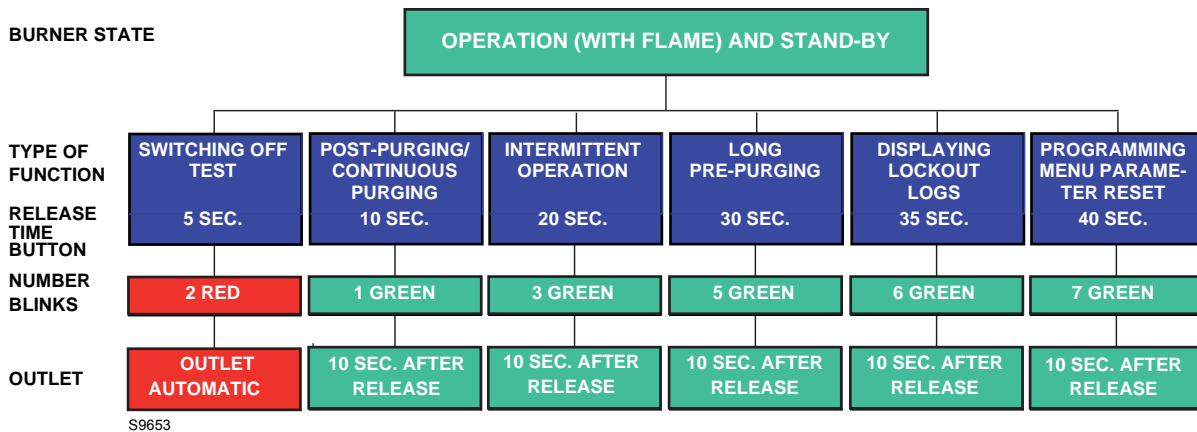 BURNER STATE
OPERATION (WITH FLAME) AND STAND-BY
TYPE OF
FUNCTION
SWITCHING OFF
TEST
POST-PURGING/
CONTINUOUS
PURGING
INTERMITTENT
OPERATION
LONG
PRE-PURGING
DISPLAYING
LOCKOUT
LOGS
PROGRAMMING
MENU PARAME-
TER RESET
RELEASE
TIME
BUTTON
5 SEC.
10 SEC.
20 SEC.
30 SEC.
35 SEC.
40 SEC.
NUMBER
BLINKS
2 RED
1 GREEN
3 GREEN
5 GREEN
6 GREEN
7 GREEN
OUTLET
OUTLET
AUTOMATIC
10 SEC. AFTER
RELEASE
10 SEC. AFTER
RELEASE
10 SEC. AFTER
RELEASE
10 SEC. AFTER
RELEASE
10 SEC. AFTER
RELEASE
S9653